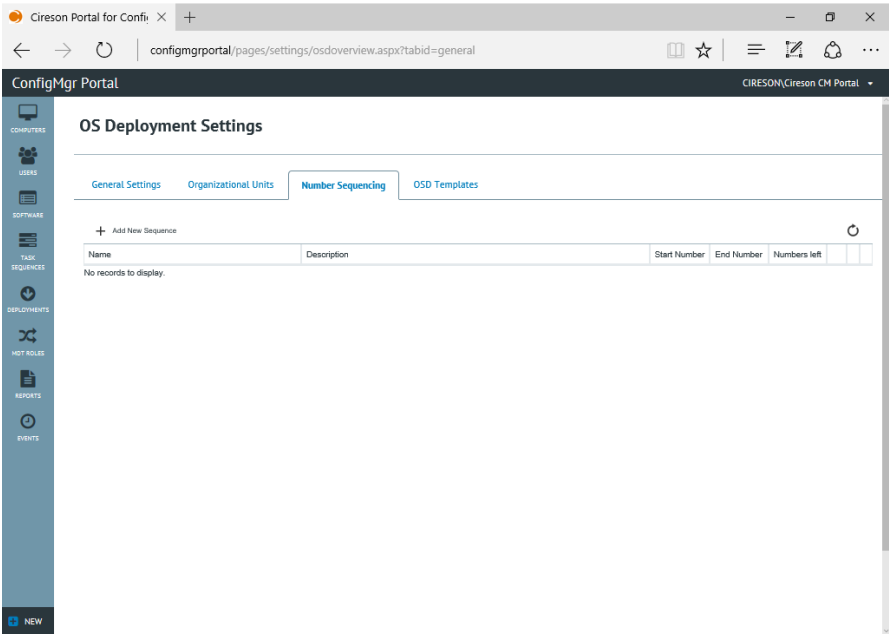 Cireson Portal for Confi
configmgrportal/pages/settings/osdoverview.aspx?tabid=general
ConfigMgr Portal
CIRESON\Cireson CM Portal
COMPUTERS
USERS
SOFTWARE
TASK
SEQUENCES
DEPLOYMENTS
MGT ROLES
REPORTS
EVENTS
NEW
OS Deployment Settings
General Settings Organizational Units Number Sequencing OSD Templates
Add New Sequence
Name Description Start Number End Number Numbers left
No records to display.